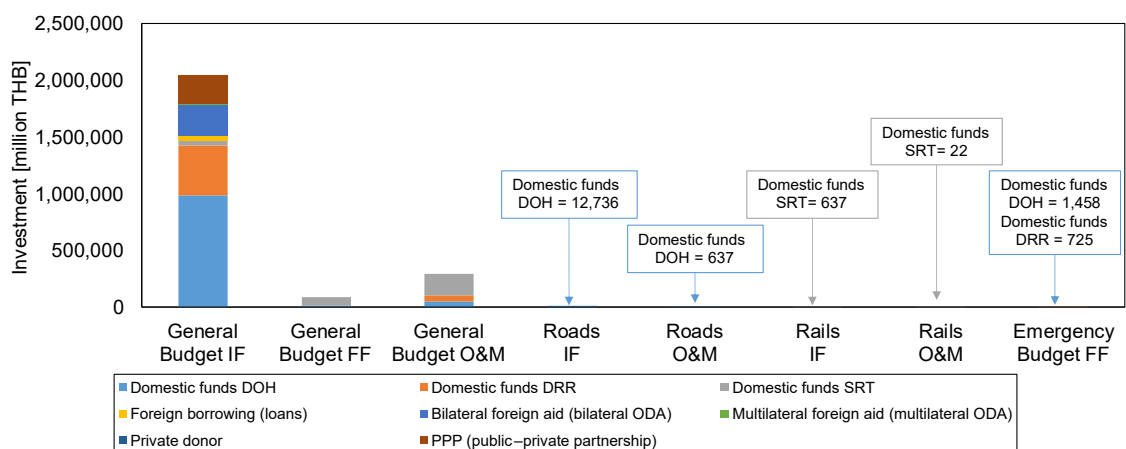 Investment [million THB]
2,500,000
2,000,000
1,500,000
1,000,000
500,000
0
Domestic funds
DOH = 12,736
Domestic funds
DOH = 637
Domestic funds
SRT= 637
Domestic funds
SRT= 22
Domestic funds
DOH = 1,458
Domestic funds
DRR = 725
General
Budget IF
General
Budget FF
General
Budget O&M
Roads
IF
Roads
O&M
Rails
IF
Rails
O&M
Emergency
Budget FF
Domestic funds DOH
Domestic funds DRR
Domestic funds SRT
Foreign borrowing (loans)
Bilateral foreign aid (bilateral ODA)
Multilateral foreign aid (multilateral ODA)
Private donor
PPP (public–private partnership)